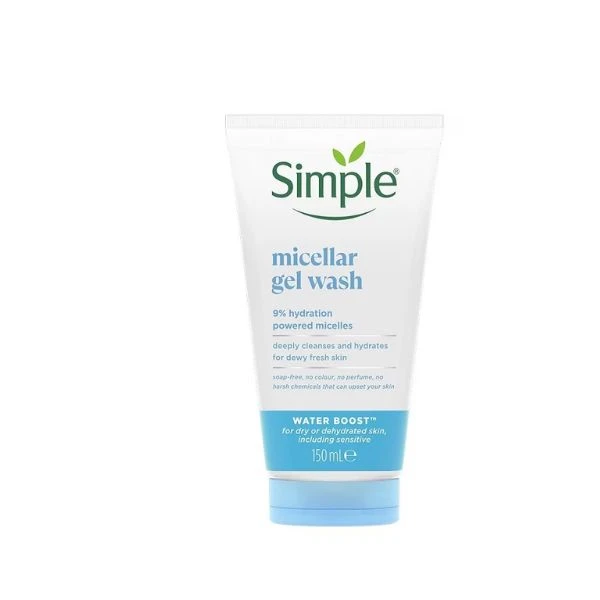 Simple®
micellar
gel wash
9% hydration
powered micelles
deeply cleanses and hydrates
for dewy fresh skin
soap-free, no colour, no perfume, no
harsh chemicals that can upset your skin
WATER BOOST™
for dry or dehydrated skin,
including sensitive
150 mL℮